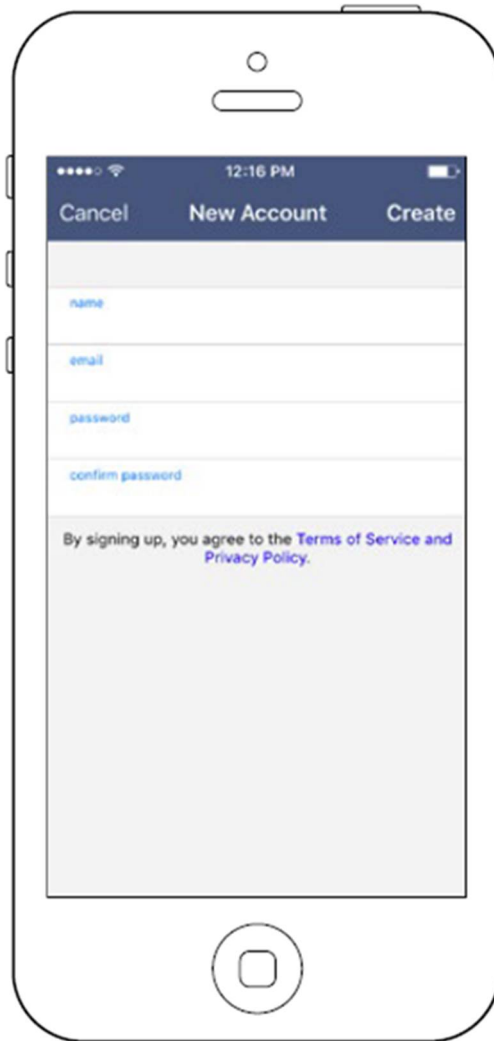 12:16 PM
Cancel New Account Create
name
email
password
confirm password
By signing up, you agree to the Terms of Service and
Privacy Policy.